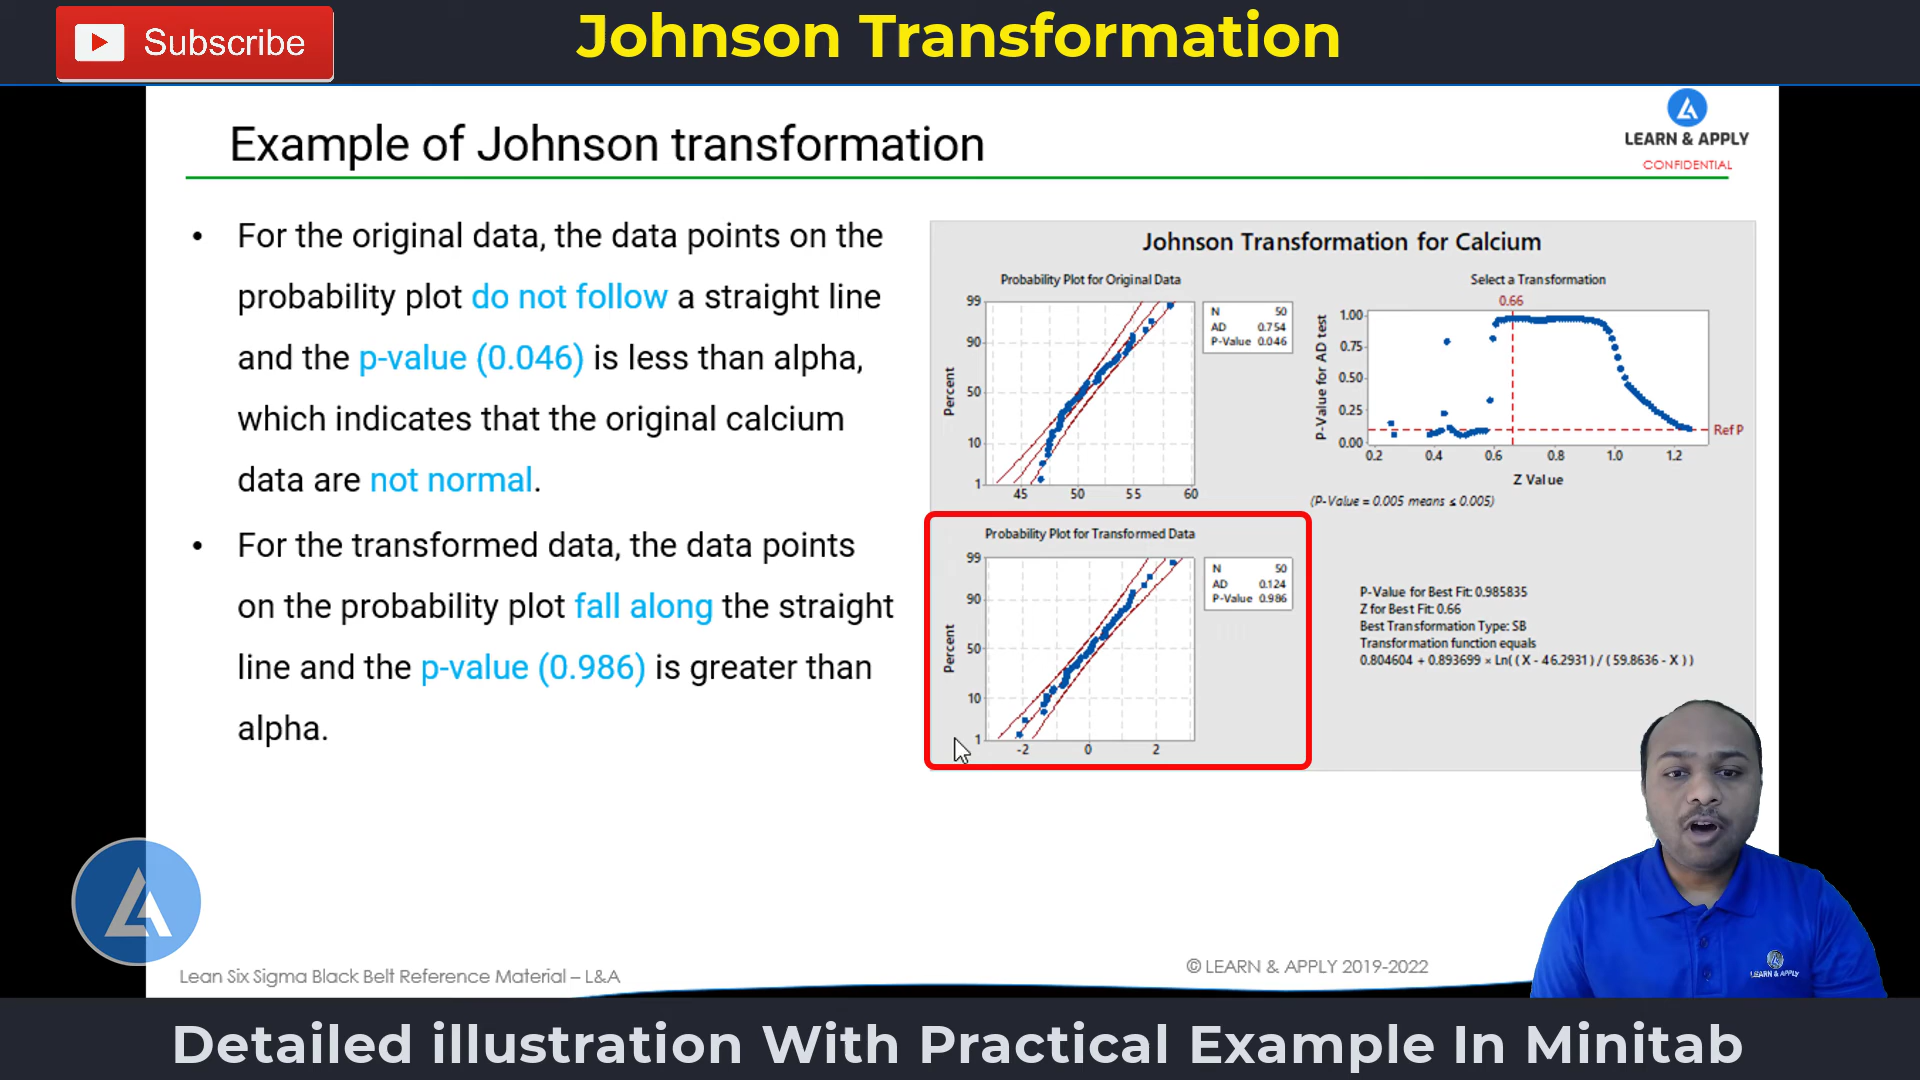 Subscribe
Johnson Transformation
Example of Johnson transformation
LEARN & APPLY
CONFIDENTIAL
• For the original data, the data points on the
probability plot do not follow a straight line
and the p-value (0.046) is less than alpha,
which indicates that the original calcium
data are not normal.
• For the transformed data, the data points
on the probability plot fall along the straight
line and the p-value (0.986) is greater than
alpha.
Johnson Transformation for Calcium
Probability Plot for Original Data
99
90
50
10
1
Percent
45 50 55 60
N 50
AD 0.754
P-Value 0.046
Select a Transformation
0.66
1.00
0.75
0.50
0.25
0.00
P-Value for AD test
Ref P
0.2 0.4 0.6 0.8 1.0 1.2
Z Value
(P-Value = 0.005 means ≤ 0.005)
Probability Plot for Transformed Data
99
90
50
10
1
Percent
-2 0 2
N 50
AD 0.124
P-Value 0.986
P-Value for Best Fit: 0.985835
Z for Best Fit: 0.66
Best Transformation Type: SB
Transformation function equals
0.804604 + 0.893699 × Ln( ( X - 46.2931 ) / ( 59.8636 - X ) )
LEARN & APPLY
Lean Six Sigma Black Belt Reference Material – L&A
© LEARN & APPLY 2019-2022
Detailed illustration With Practical Example In Minitab